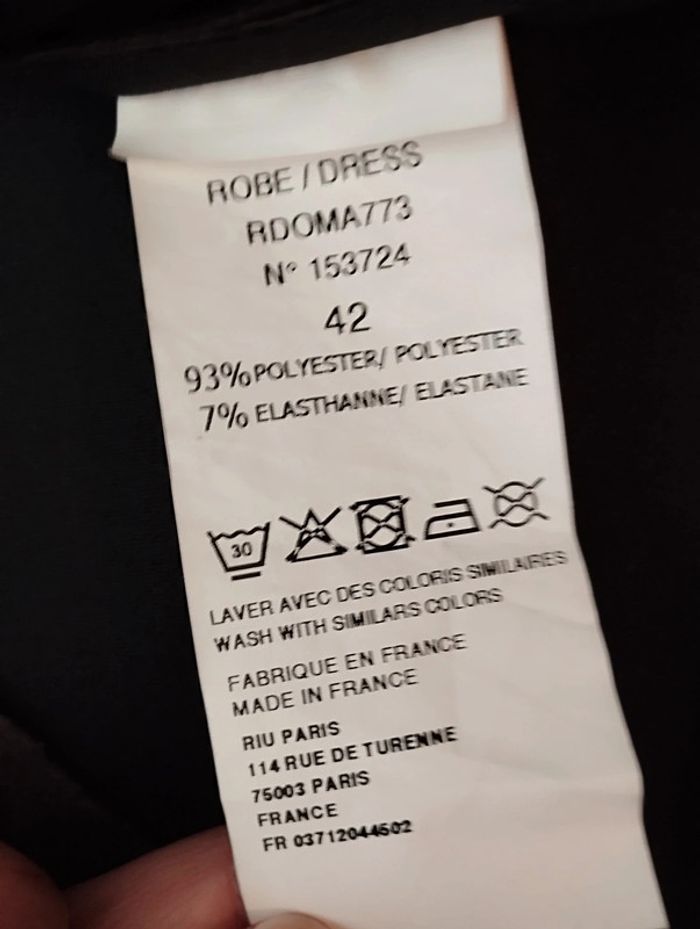 ROBE / DRESS
RDOMA773
N° 153724
42
93% POLYESTER/ POLYESTER
7% ELASTHANNE/ ELASTANE
30
LAVER AVEC DES COLORIS SIMILAIRES
WASH WITH SIMILARS COLORS
FABRIQUE EN FRANCE
MADE IN FRANCE
RIU PARIS
114 RUE DE TURENNE
75003 PARIS
FRANCE
FR 03712044502